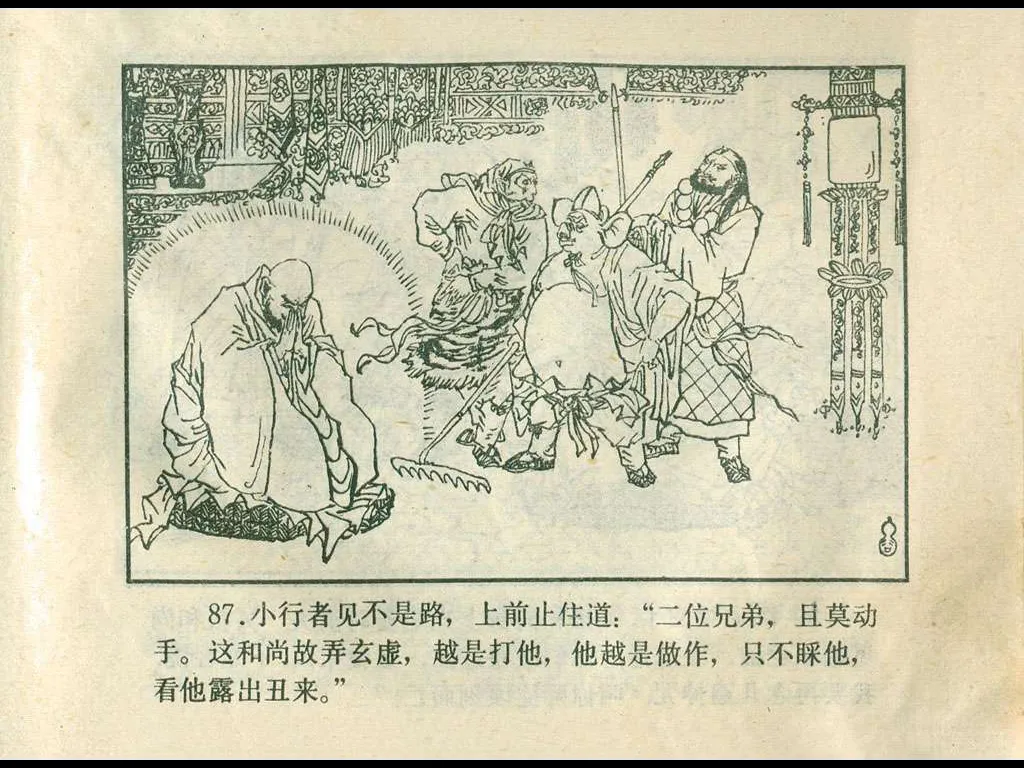 87.小行者见不是路，上前止住道：“二位兄弟，且莫动
手。这和尚故弄玄虚，越是打他，他越是做作，只不睬他，
看他露出丑来。”